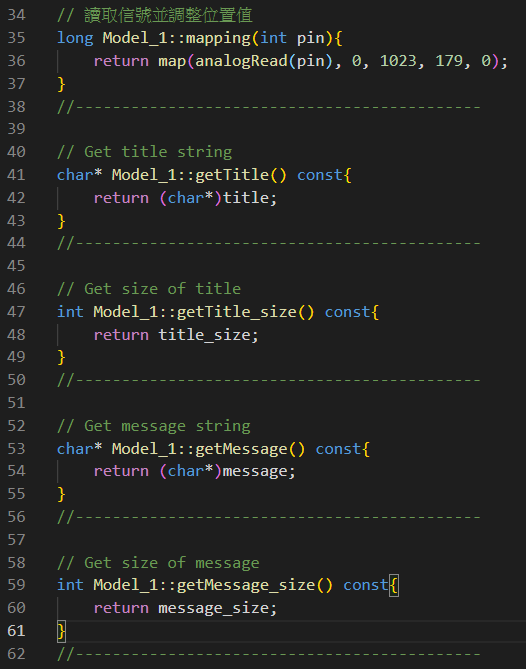 34 // 讀取信號並調整位置值
35 long Model_1::mapping(int pin){
36     return map(analogRead(pin), 0, 1023, 179, 0);
37 }
38 //---------------------------------------------
39
40 // Get title string
41 char* Model_1::getTitle() const{
42     return (char*)title;
43 }
44 //---------------------------------------------
45
46 // Get size of title
47 int Model_1::getTitle_size() const{
48     return title_size;
49 }
50 //---------------------------------------------
51
52 // Get message string
53 char* Model_1::getMessage() const{
54     return (char*)message;
55 }
56 //---------------------------------------------
57
58 // Get size of message
59 int Model_1::getMessage_size() const{
60     return message_size;
61 }
62 //---------------------------------------------